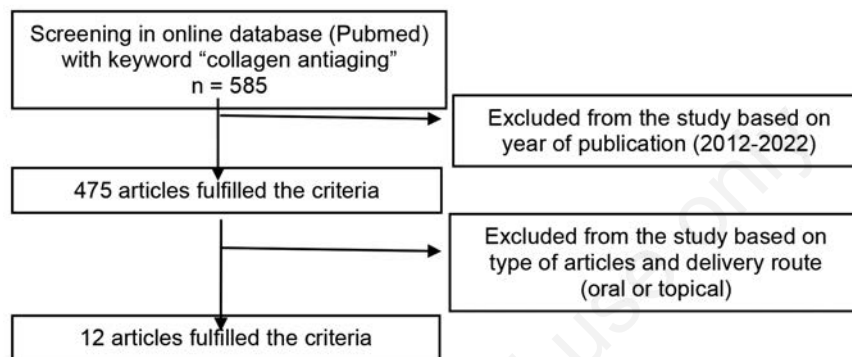 Screening in online database (Pubmed)
with keyword “collagen antiaging”
n = 585
Excluded from the study based on
year of publication (2012-2022)
475 articles fulfilled the criteria
Excluded from the study based on
type of articles and delivery route
(oral or topical)
12 articles fulfilled the criteria
use only